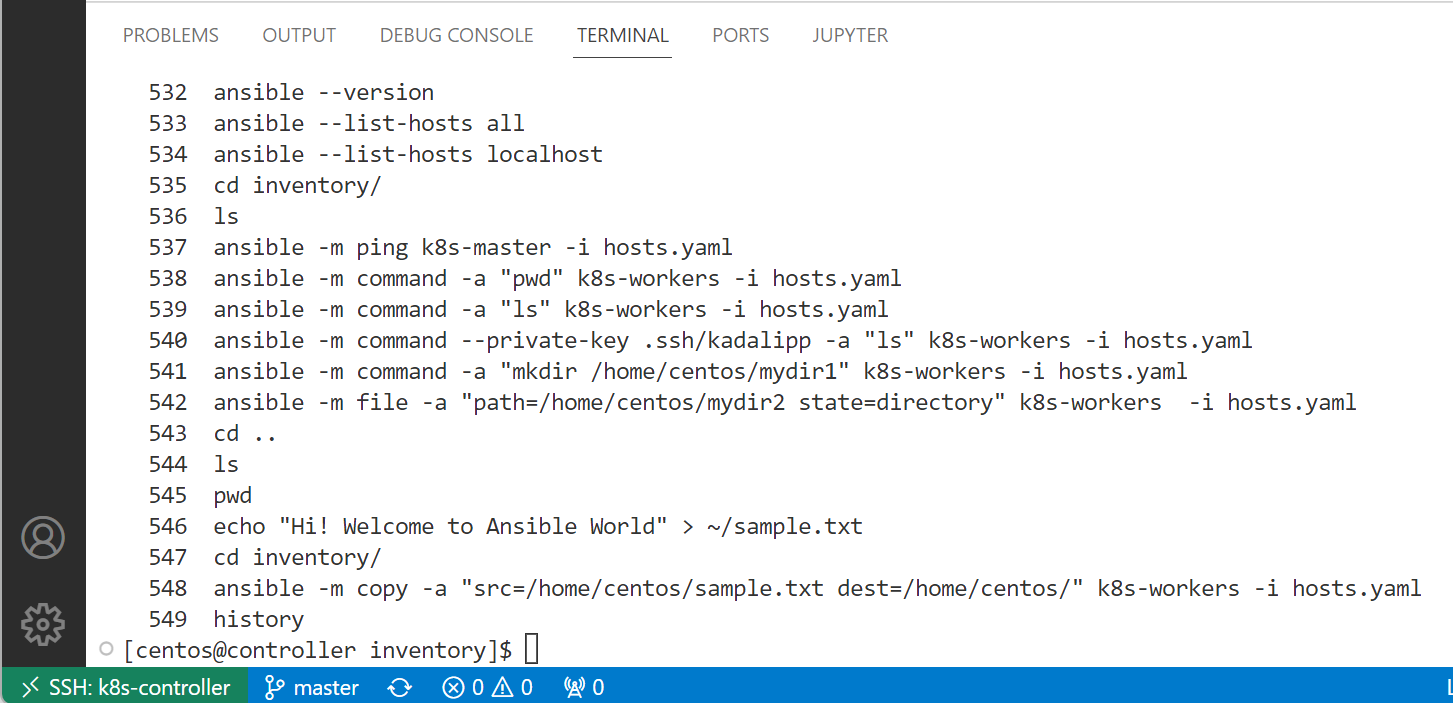 PROBLEMS OUTPUT DEBUG CONSOLE TERMINAL PORTS JUPYTER
532 ansible --version
533 ansible --list-hosts all
534 ansible --list-hosts localhost
535 cd inventory/
536 ls
537 ansible -m ping k8s-master -i hosts.yaml
538 ansible -m command -a "pwd" k8s-workers -i hosts.yaml
539 ansible -m command -a "ls" k8s-workers -i hosts.yaml
540 ansible -m command --private-key .ssh/kadalipp -a "ls" k8s-workers -i hosts.yaml
541 ansible -m command -a "mkdir /home/centos/mydir1" k8s-workers -i hosts.yaml
542 ansible -m file -a "path=/home/centos/mydir2 state=directory" k8s-workers  -i hosts.yaml
543 cd ..
544 ls
545 pwd
546 echo "Hi! Welcome to Ansible World" > ~/sample.txt
547 cd inventory/
548 ansible -m copy -a "src=/home/centos/sample.txt dest=/home/centos/" k8s-workers -i hosts.yaml
549 history
[centos@controller inventory]$
SSH: k8s-controller master 0 0 0